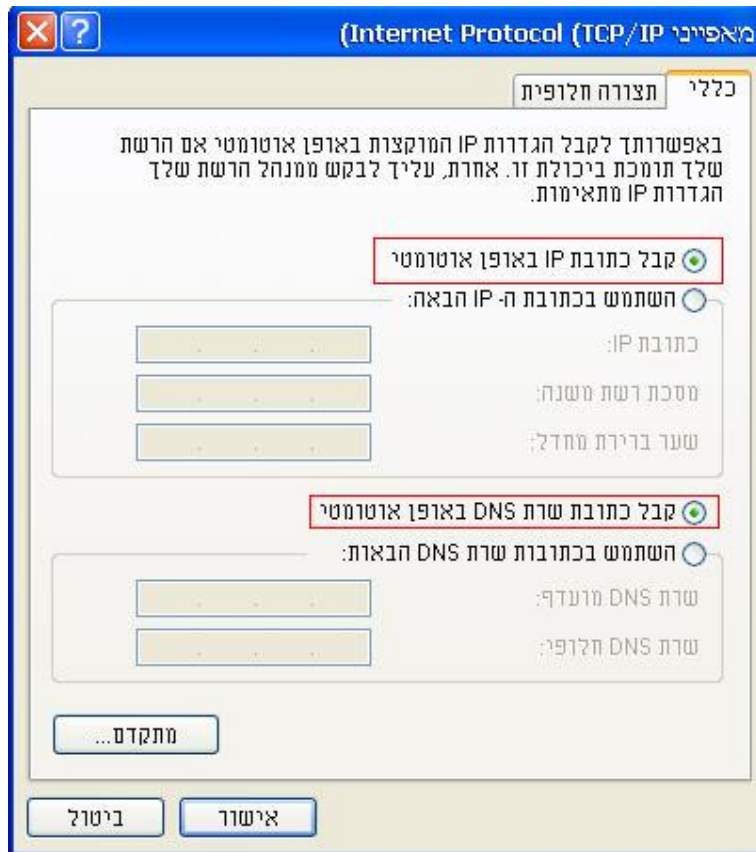 מאפייני Internet Protocol (TCP/IP)
כללי
תצורה חלופית
באפשרותך לקבל הגדרות IP המוקצות באופן אוטומטי אם הרשת
שלך תומכת ביכולת זו. אחרת, עליך לבקש ממנהל הרשת שלך
הגדרות IP מתאימות.
קבל כתובת IP באופן אוטומטי
השתמש בכתובת ה- IP הבאה:
כתובת IP:
מסכת רשת משנה:
שער ברירת מחדל:
קבל כתובת שרת DNS באופן אוטומטי
השתמש בכתובות שרת DNS הבאות:
שרת DNS מועדף:
שרת DNS חלופי:
מתקדם...
אישור
ביטול